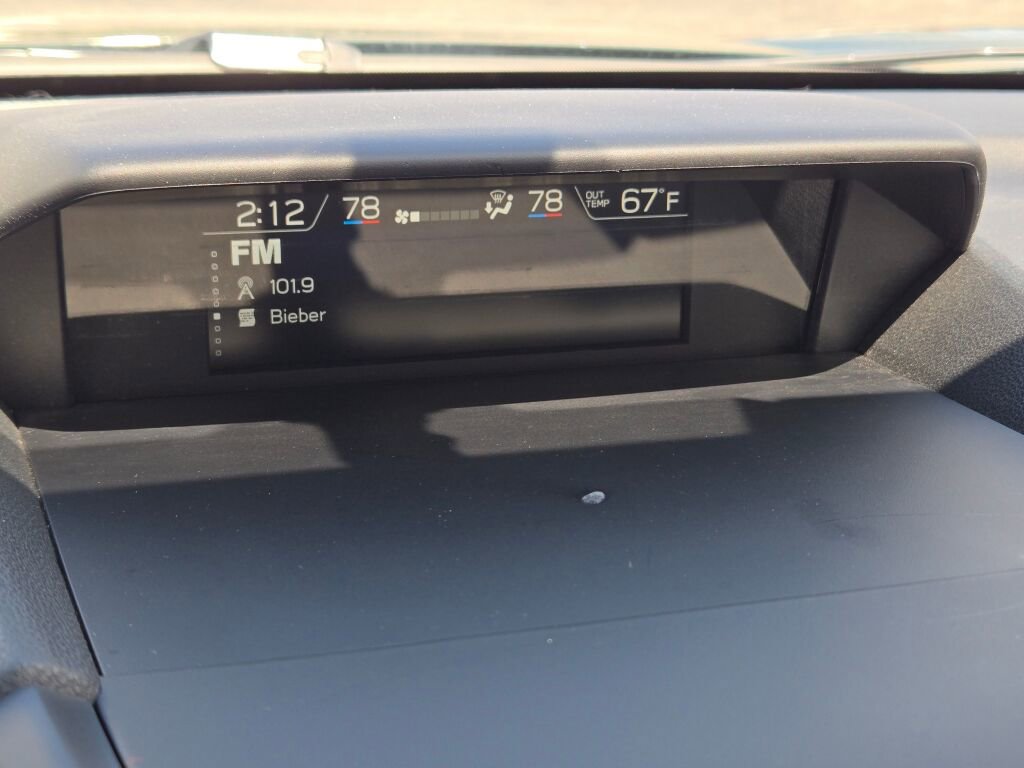 2:12 78 78 OUT TEMP 67°F
FM
101.9
Bieber